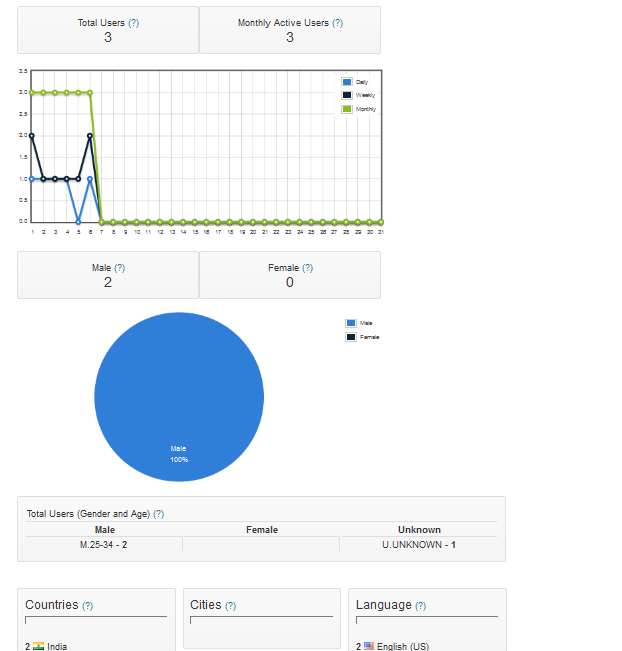 Total Users (?) Monthly Active Users (?)
3 3
3.5
3.0
2.5
2.0
1.5
1.0
0.5
0.0
Daily
Weekly
Monthly
1 2 3 4 5 6 7 8 9 10 11 12 13 14 15 16 17 18 19 20 21 22 23 24 25 26 27 28 29 30 31
Male (?) Female (?)
2 0
Male
Female
Male
100%
Total Users (Gender and Age) (?)
Male Female Unknown
M.25-34 - 2 U.UNKNOWN - 1
Countries (?) Cities (?) Language (?)
2 India 2 English (US)